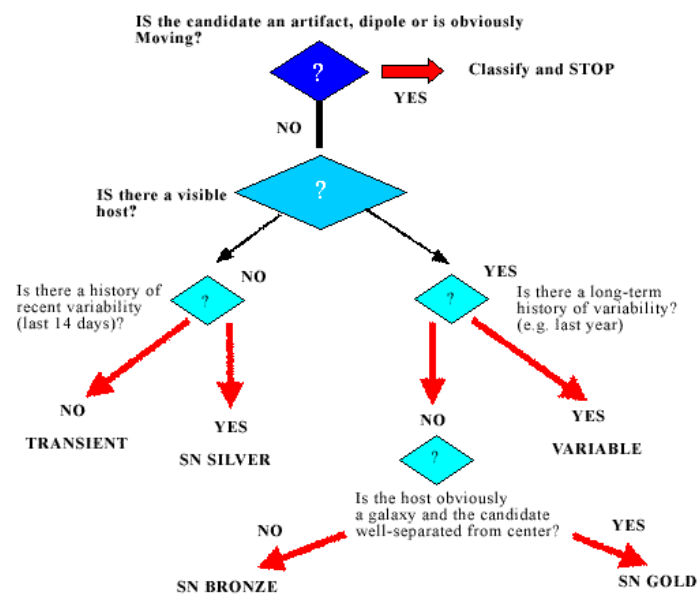 IS the candidate an artifact, dipole or is obviously
Moving?
?
Classify and STOP
YES
NO
?
IS there a visible
host?
NO
YES
Is there a history of
recent variability
(last 14 days)?
?
?
Is there a long-term
history of variability?
(e.g. last year)
NO
TRANSIENT
YES
SN SILVER
NO
YES
VARIABLE
?
Is the host obviously
a galaxy and the candidate
well-separated from center?
NO
YES
SN BRONZE
SN GOLD